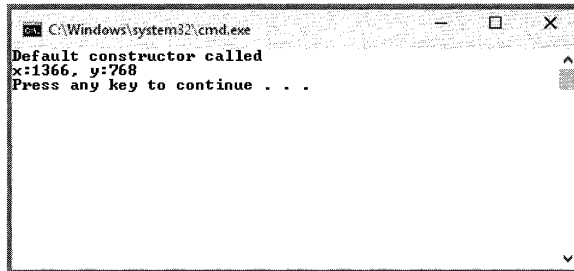 C:\Windows\system32\cmd.exe
Default constructor called
x:1366, y:768
Press any key to continue . . .